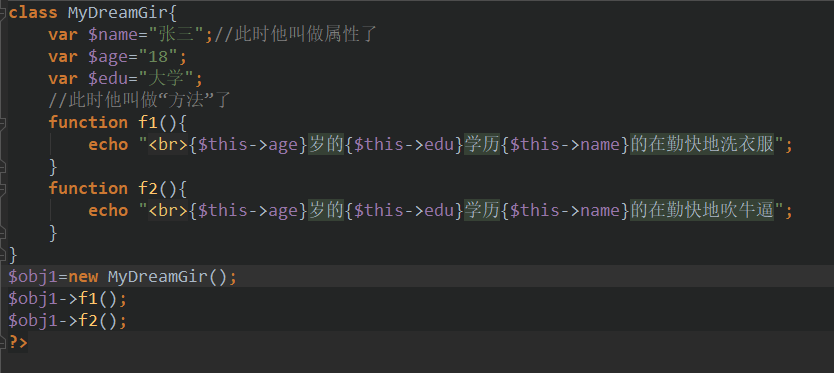 class MyDreamGir{
    var $name="张三";//此时他叫做属性了
    var $age="18";
    var $edu="大学";
    //此时他叫做“方法”了
    function f1(){
        echo "<br>{$this->age}岁的{$this->edu}学历{$this->name}的在勤快地洗衣服";
    }
    function f2(){
        echo "<br>{$this->age}岁的{$this->edu}学历{$this->name}的在勤快地吹牛逼";
    }
}
$obj1=new MyDreamGir();
$obj1->f1();
$obj1->f2();
?>